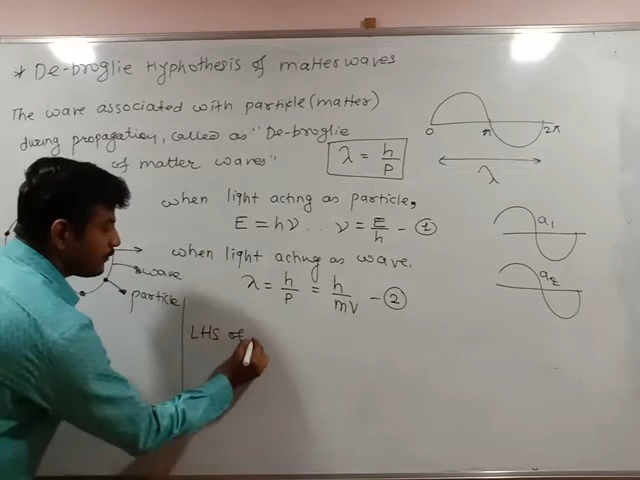 * De-broglie Hyphothesis of matter waves
The wave associated with particle (matter)
during propagation, called as "De-broglie
of matter waves"
λ = h/p
0 π 2π
λ
when light acting as particle,
E = hν .. ν = E/h - ①
a1
when light acting as wave.
wave
λ = h/p = h/mv - ②
a2
particle
LHS of